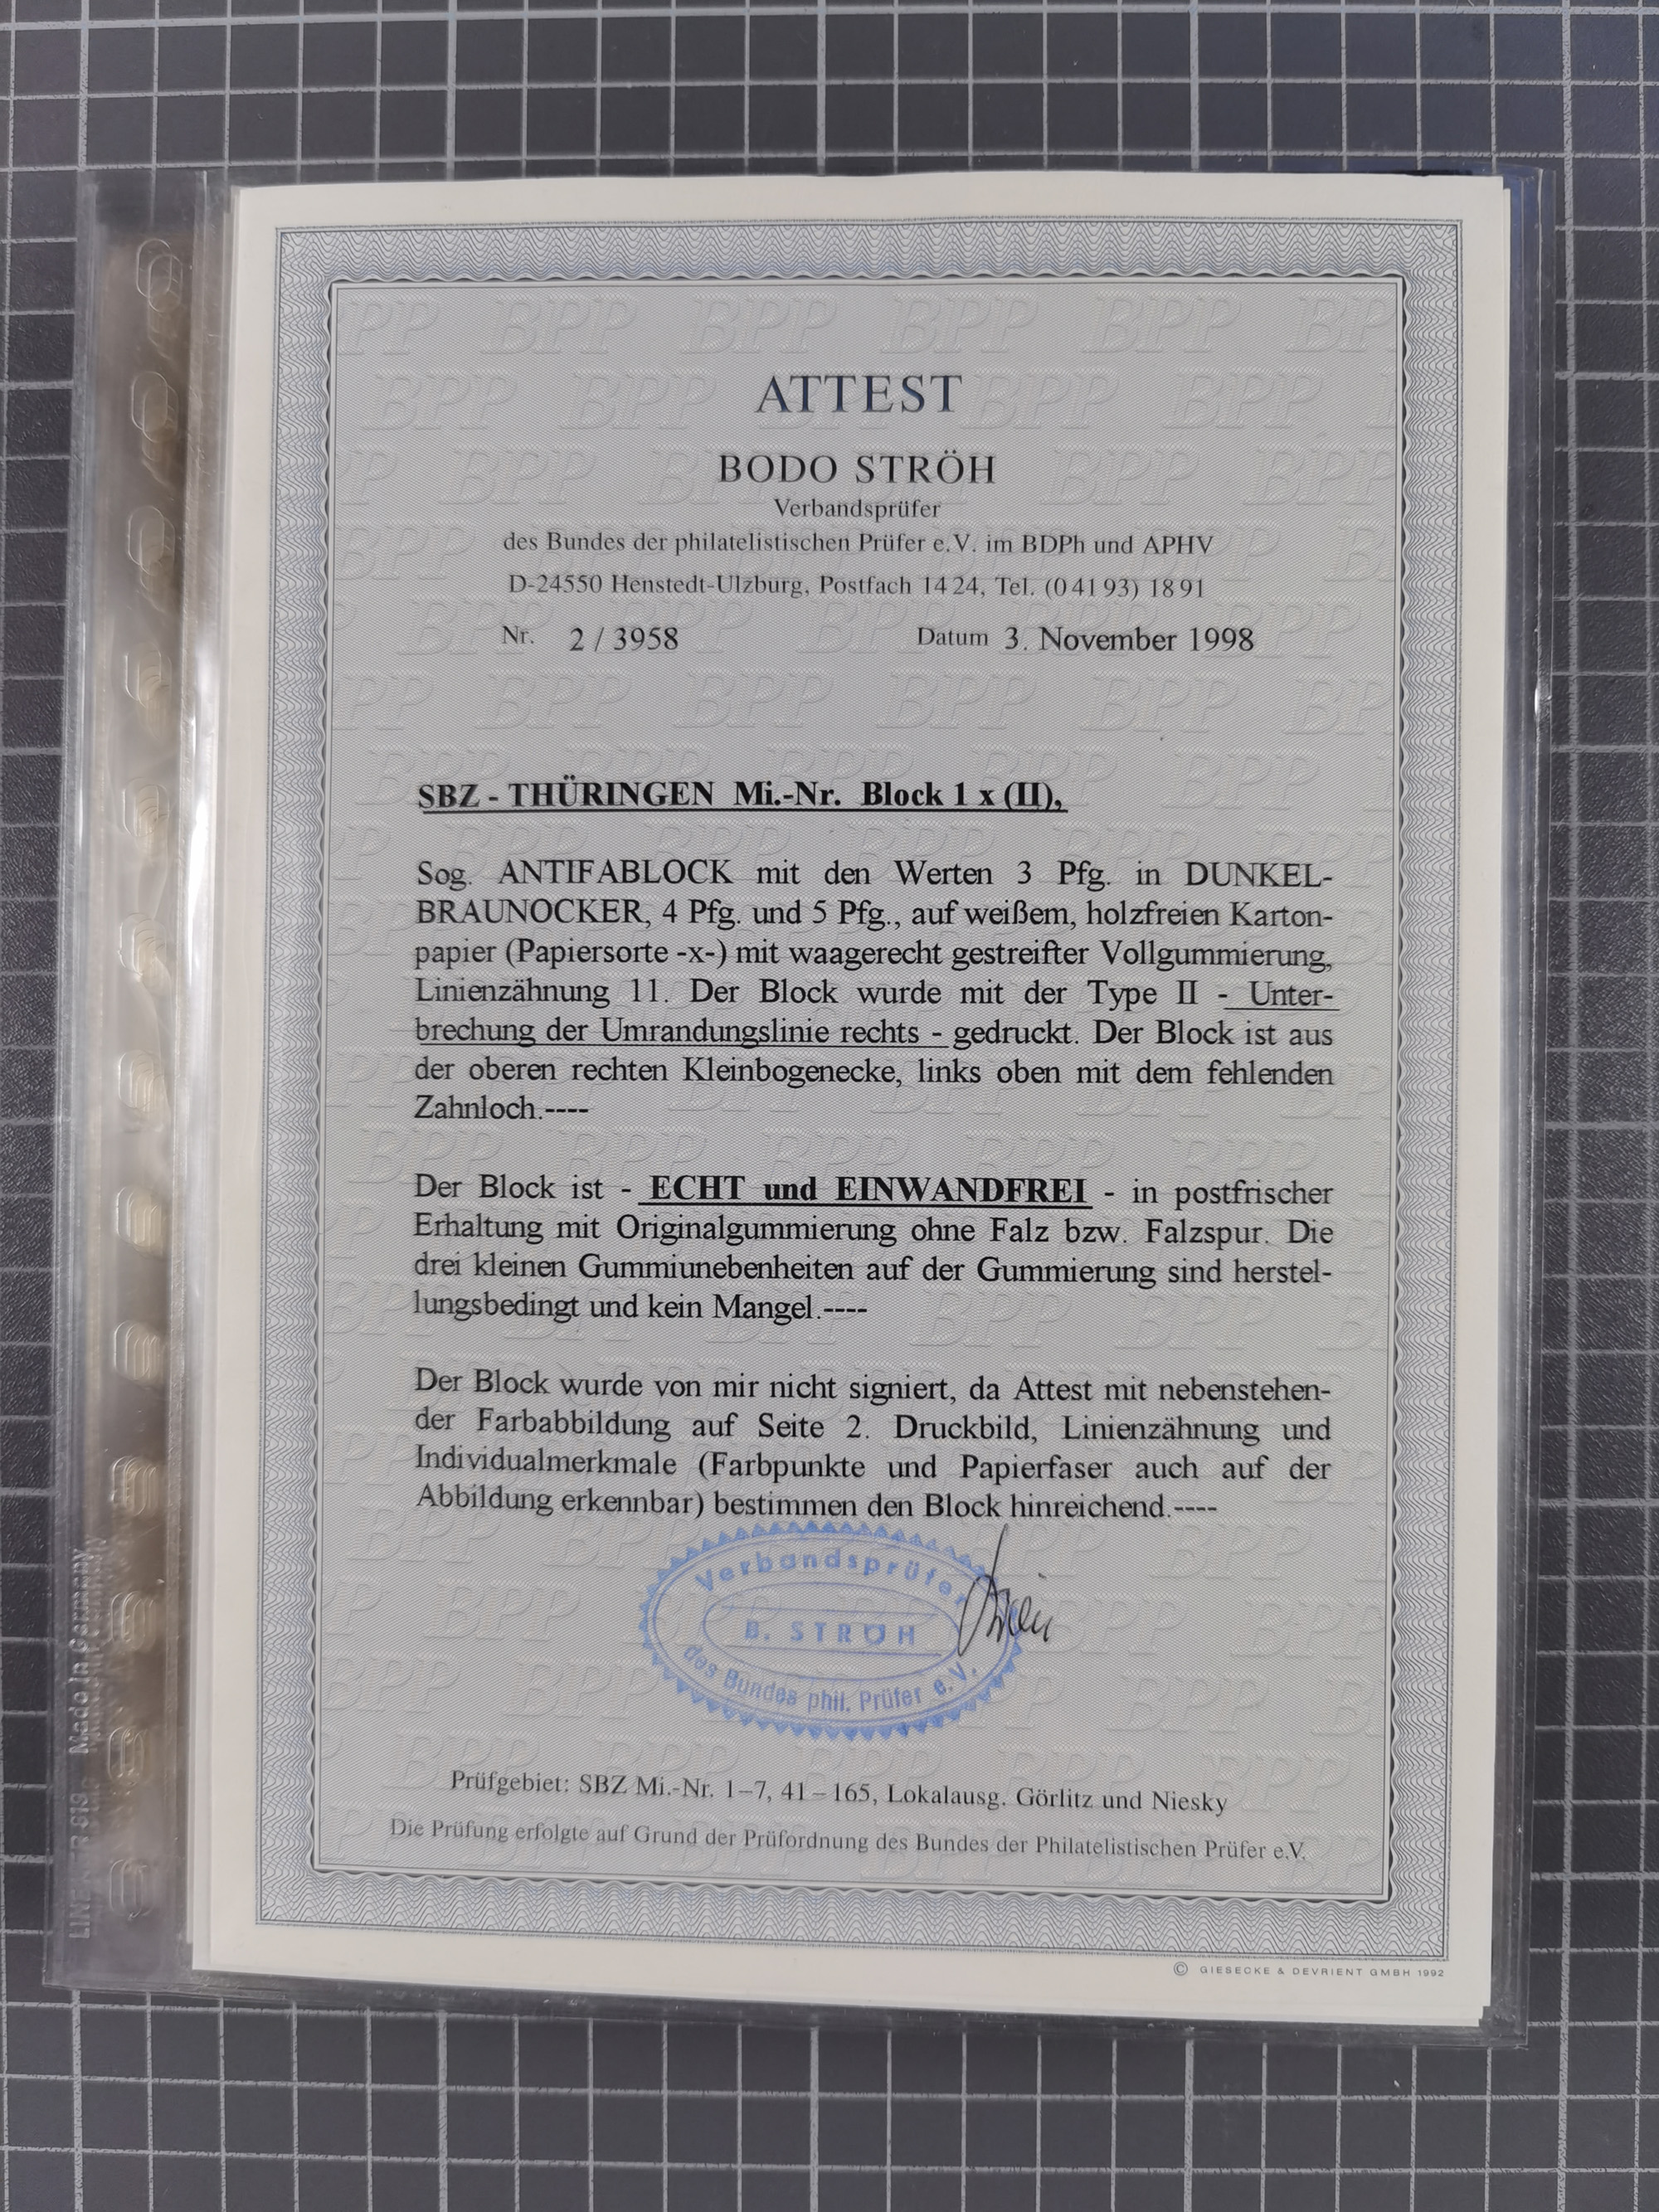 ATTEST
BODO STRÖH
Verbandsprüfer
des Bundes der philatelistischen Prüfer e.V. im BDPh und APHV
D-24550 Henstedt-Ulzburg, Postfach 14 24, Tel. (0 41 93) 18 91
Nr. 2 / 3958 Datum 3. November 1998
SBZ - THÜRINGEN Mi.-Nr. Block 1 x (II),
Sog. ANTIFABLOCK mit den Werten 3 Pfg. in DUNKEL-
BRAUNOCKER, 4 Pfg. und 5 Pfg., auf weißem, holzfreien Karton-
papier (Papiersorte -x-) mit waagerecht gestreifter Vollgummierung,
Linienzähnung 11. Der Block wurde mit der Type II - Unter-
brechung der Umrandungslinie rechts - gedruckt. Der Block ist aus
der oberen rechten Kleinbogenecke, links oben mit dem fehlenden
Zahnloch.----
Der Block ist - ECHT und EINWANDFREI - in postfrischer
Erhaltung mit Originalgummierung ohne Falz bzw. Falzspur. Die
drei kleinen Gummiunebenheiten auf der Gummierung sind herstel-
lungsbedingt und kein Mangel.----
Der Block wurde von mir nicht signiert, da Attest mit nebenstehen-
der Farbabbildung auf Seite 2. Druckbild, Linienzähnung und
Individualmerkmale (Farbpunkte und Papierfaser auch auf der
Abbildung erkennbar) bestimmen den Block hinreichend.----
Verbandsprüfer
B. STRÖH
des Bundes phil. Prüfer e.V.
Prüfgebiet: SBZ Mi.-Nr. 1–7, 41–165, Lokalausg. Görlitz und Niesky
Die Prüfung erfolgte auf Grund der Prüfordnung des Bundes der Philatelistischen Prüfer e.V.
© GIESECKE & DEVRIENT GMBH 1992
Made in Germany